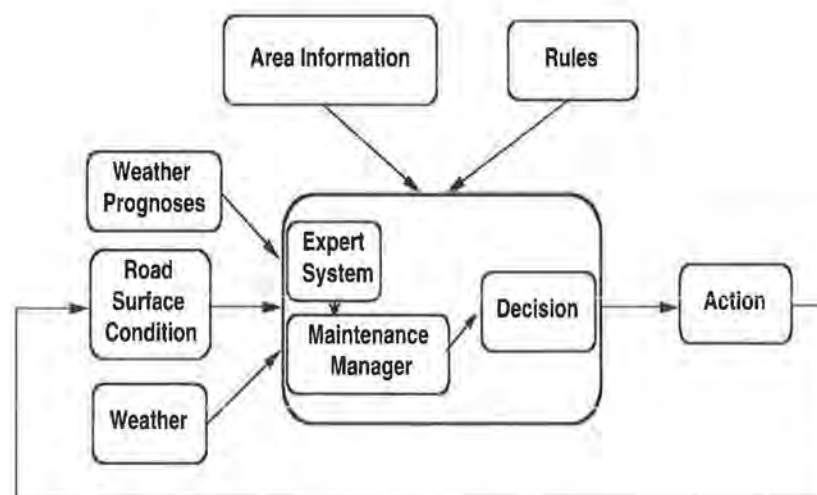 Area Information
Rules
Weather
Prognoses
Road
Surface
Condition
Weather
Expert
System
Maintenance
Manager
Decision
Action